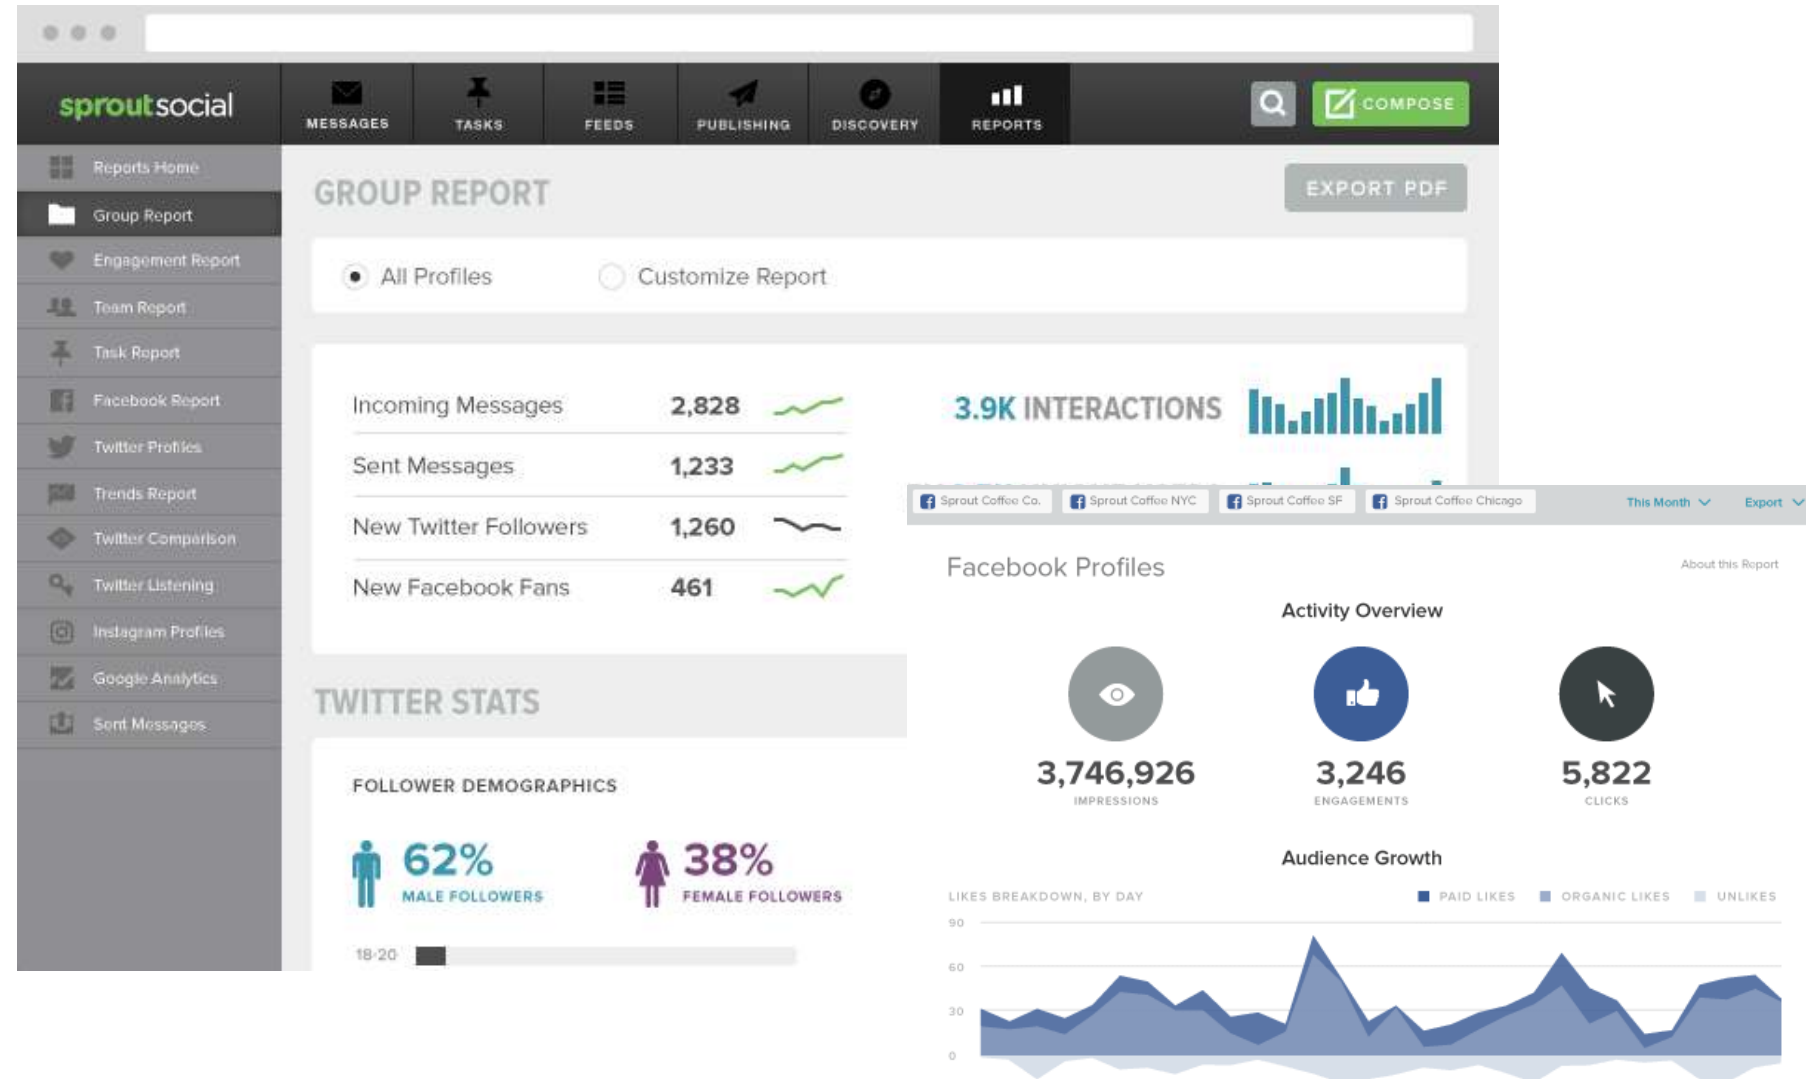 sproutsocial
MESSAGES
TASKS
FEEDS
PUBLISHING
DISCOVERY
REPORTS
COMPOSE
Reports Home
Group Report
Engagement Report
Team Report
Task Report
Facebook Report
Twitter Profiles
Trends Report
Twitter Comparison
Twitter Listening
Instagram Profiles
Google Analytics
Sent Messages
GROUP REPORT
EXPORT PDF
All Profiles
Customize Report
Incoming Messages 2,828
Sent Messages 1,233
New Twitter Followers 1,260
New Facebook Fans 461
3.9K INTERACTIONS
TWITTER STATS
FOLLOWER DEMOGRAPHICS
62%
MALE FOLLOWERS
38%
FEMALE FOLLOWERS
18-20
Sprout Coffee Co.
Sprout Coffee NYC
Sprout Coffee SF
Sprout Coffee Chicago
This Month
Export
Facebook Profiles
About this Report
Activity Overview
3,746,926
IMPRESSIONS
3,246
ENGAGEMENTS
5,822
CLICKS
Audience Growth
LIKES BREAKDOWN, BY DAY
PAID LIKES
ORGANIC LIKES
UNLIKES
90
60
30
0